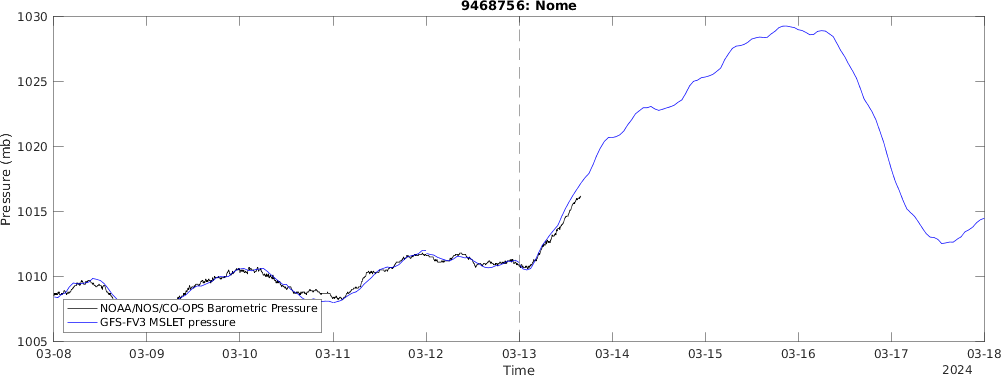 9468756: Nome
1030
1025
1020
1015
1010
1005
Pressure (mb)
NOAA/NOS/CO-OPS Barometric Pressure
GFS-FV3 MSLET pressure
03-08 03-09 03-10 03-11 03-12 03-13 03-14 03-15 03-16 03-17 03-18
Time
2024